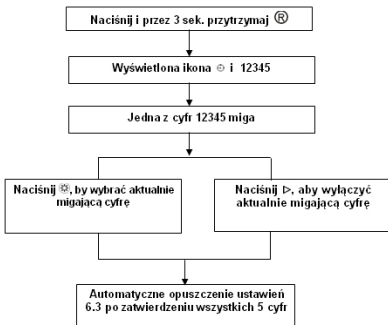 Naciśnij i przez 3 sek. przytrzymaj ®
Wyświetlona ikona ⏲ i 12345
Jedna z cyfr 12345 miga
Naciśnij ☼, by wybrać aktualnie
migającą cyfrę
Naciśnij ▷, aby wyłączyć
aktualnie migającą cyfrę
Automatyczne opuszczenie ustawień
6.3 po zatwierdzeniu wszystkich 5 cyfr